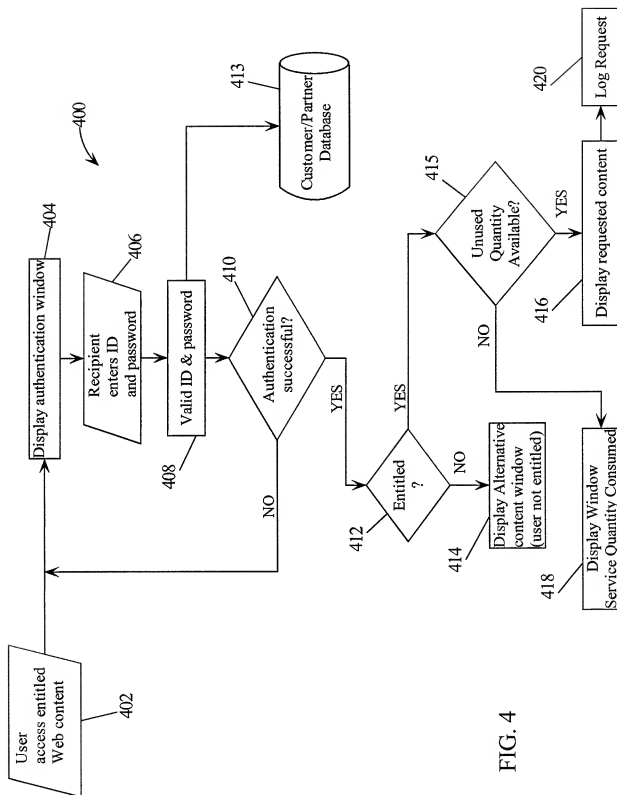 400
User
access entitled
Web content
402
404
Display authentication window
406
Recipient
enters ID
and password
Valid ID & password
408
413
Customer/Partner
Database
410
Authentication
successful?
NO
YES
Entitled
?
412
YES
NO
Display Alternative
content window
(user not entitled)
414
415
Unused
Quantity
Available?
NO
YES
Display Window
Service Quantity Consumed
418
Display requested content
416
Log Request
420
FIG. 4